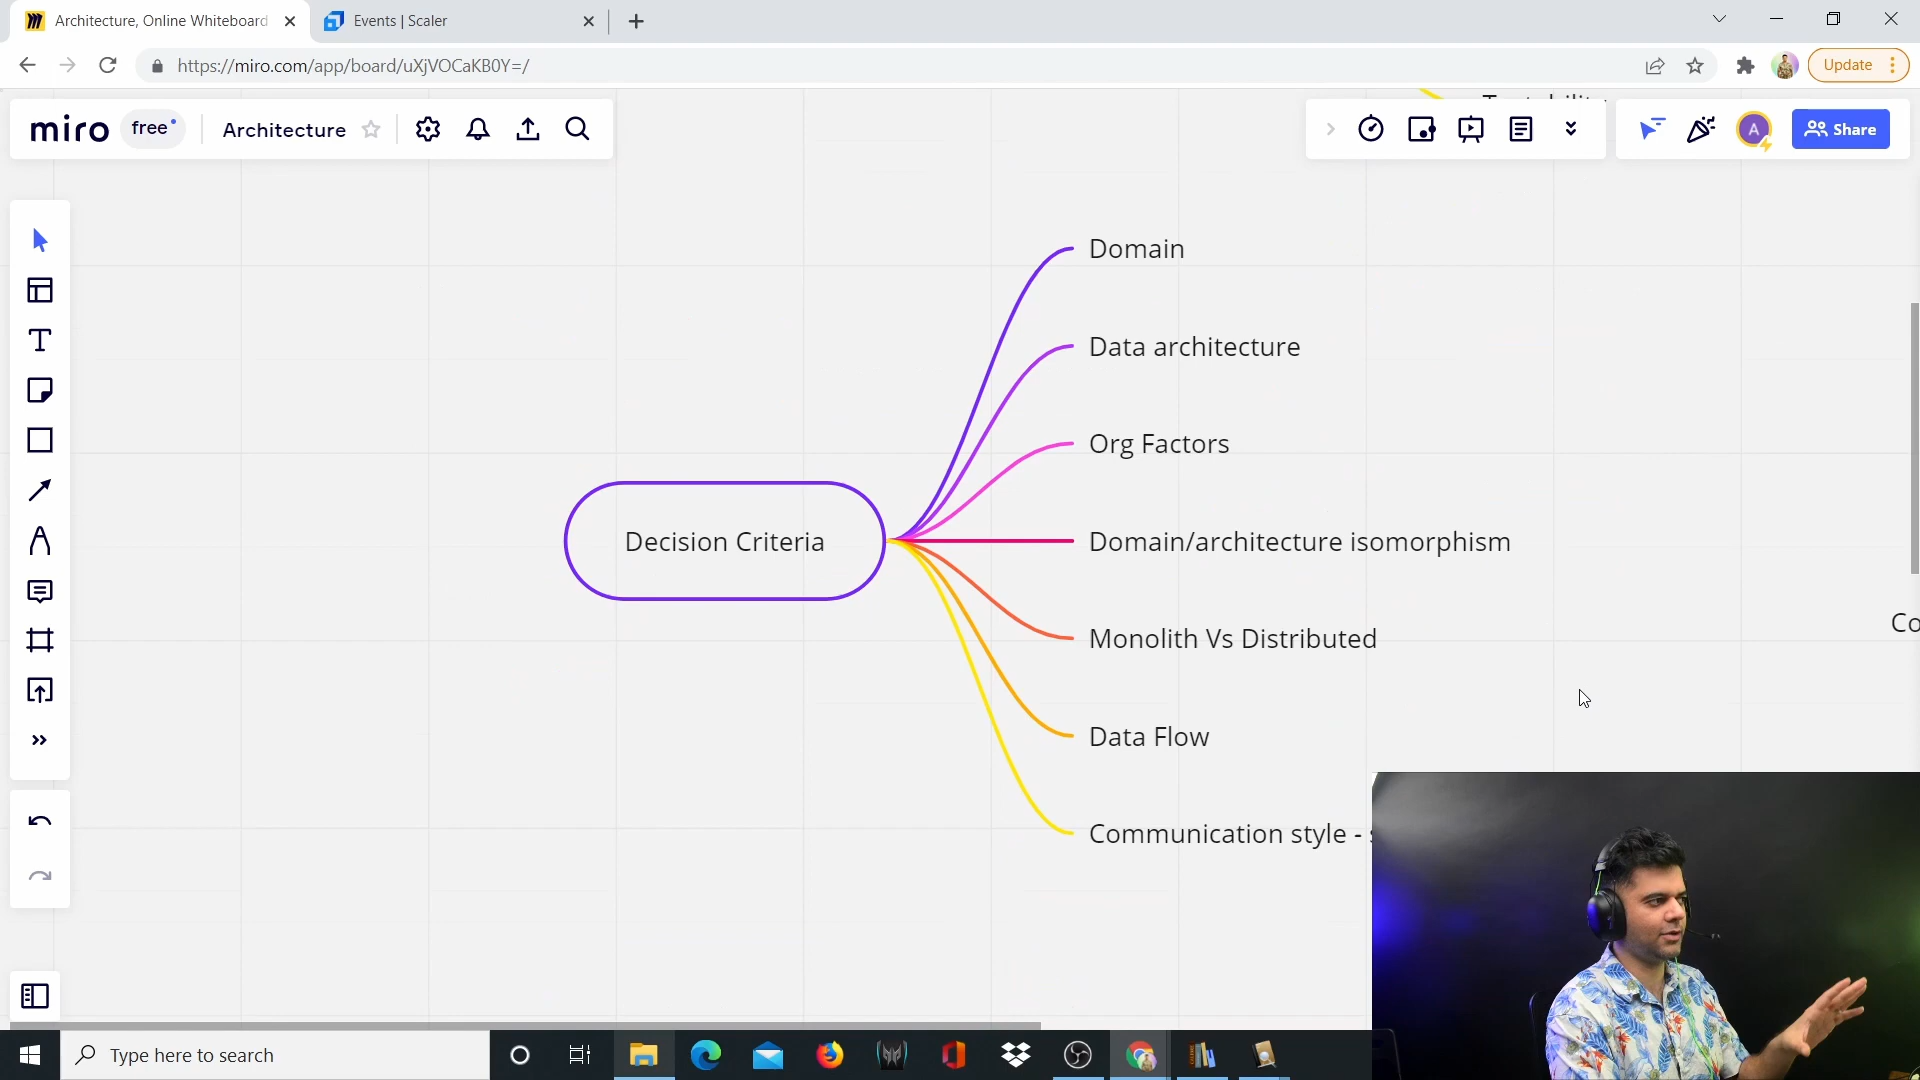 Architecture, Online Whiteboard
Events | Scaler
https://miro.com/app/board/uXjVOCaKB0Y=/
Update
miro
free
Architecture
A
Share
Domain
Data architecture
Org Factors
Decision Criteria
Domain/architecture isomorphism
Co
Monolith Vs Distributed
Data Flow
Communication style -
Type here to search